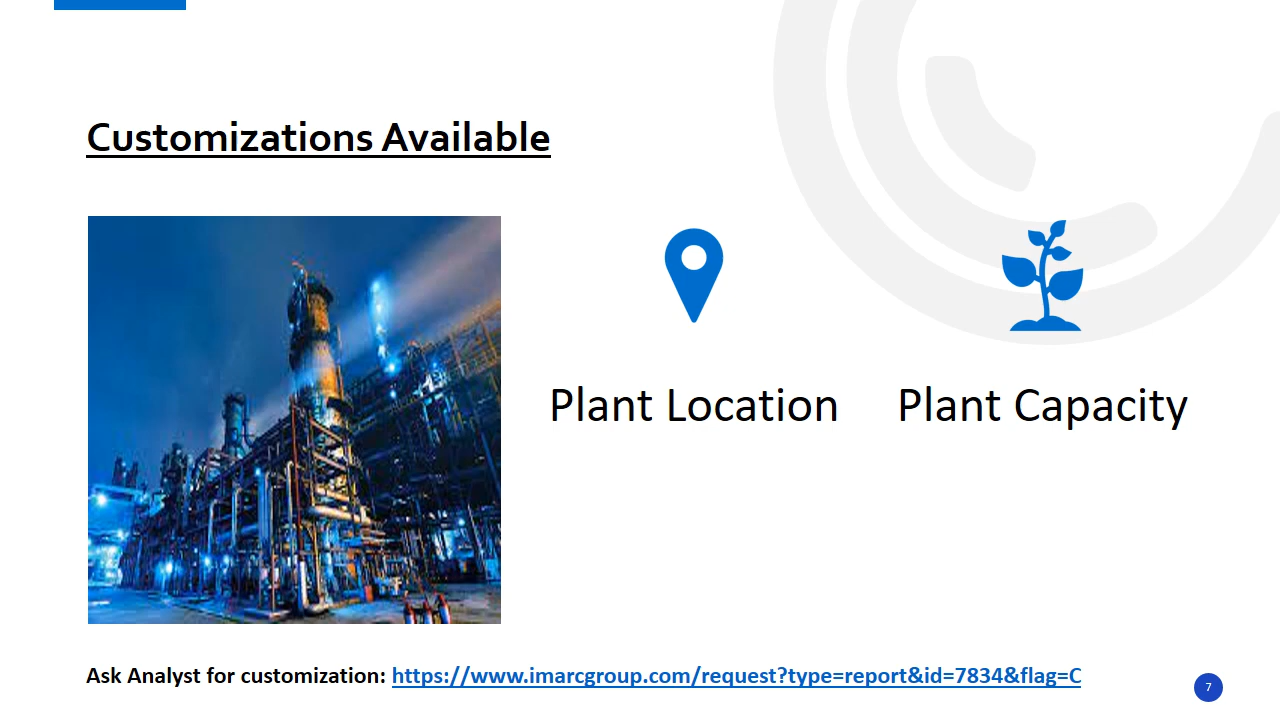 Customizations Available
Plant Location
Plant Capacity
Ask Analyst for customization: https://www.imarcgroup.com/request?type=report&id=7834&flag=C
7